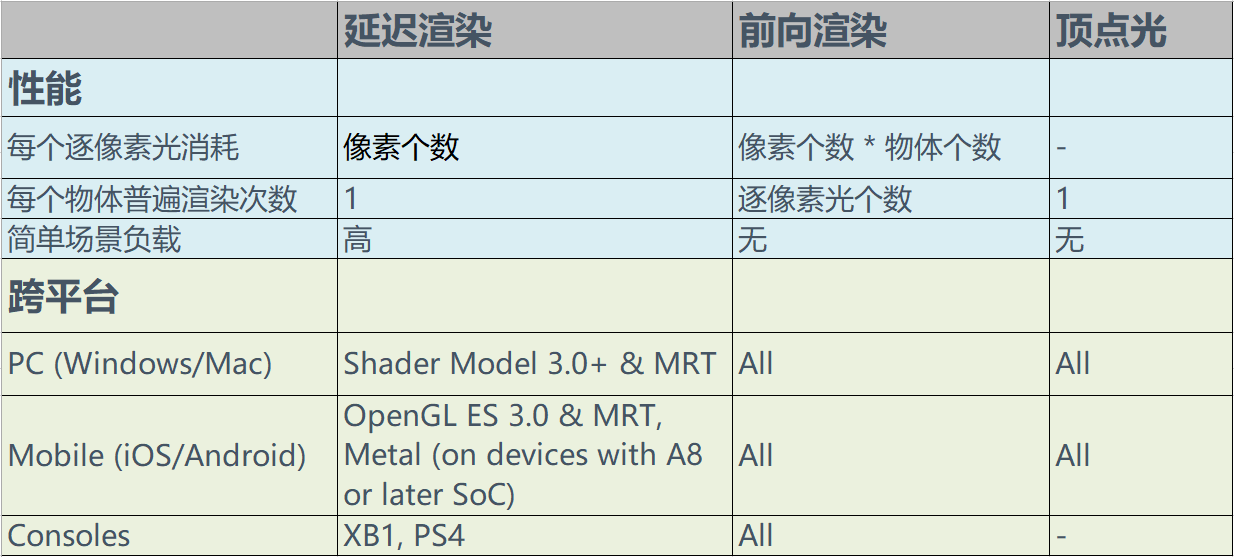 延迟渲染 前向渲染 顶点光
性能
每个逐像素光消耗 像素个数 像素个数 * 物体个数 -
每个物体普遍渲染次数 1 逐像素光个数 1
简单场景负载 高 无 无
跨平台
PC (Windows/Mac) Shader Model 3.0+ & MRT All All
Mobile (iOS/Android) OpenGL ES 3.0 & MRT,
Metal (on devices with A8
or later SoC) All All
Consoles XB1, PS4 All -